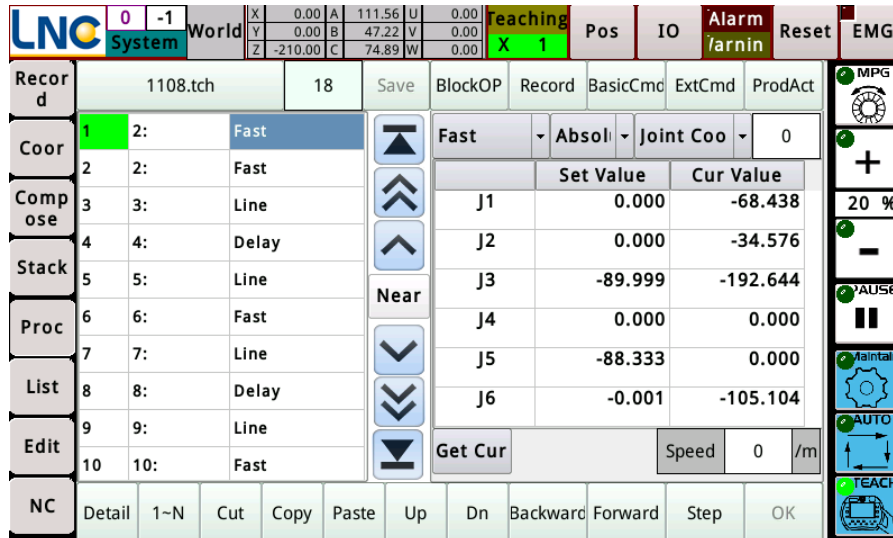 LNC 0 -1 System World X 0.00 A 111.56 U 0.00 Teaching Pos IO Alarm Reset EMG
Y 0.00 B 47.22 V 0.00
Z -210.00 C 74.89 W 0.00 X 1 Warnin
Recor
d
1108.tch 18 Save BlockOP Record BasicCmd ExtCmd ProdAct MPG
Coor
1 2: Fast
Fast Absolu Joint Coo 0
2 2: Fast
Set Value Cur Value
Comp
ose
3 3: Line
J1 0.000 -68.438
20 %
4 4: Delay
J2 0.000 -34.576
Stack
5 5: Line
Near
J3 -89.999 -192.644
PAUSE
Proc
6 6: Fast
J4 0.000 0.000
7 7: Line
J5 -88.333 0.000
Maintai
List
8 8: Delay
J6 -0.001 -105.104
9 9: Line
AUTO
Edit
10 10: Fast
Get Cur Speed 0 /m
TEACH
NC
Detail 1~N Cut Copy Paste Up Dn Backward Forward Step OK